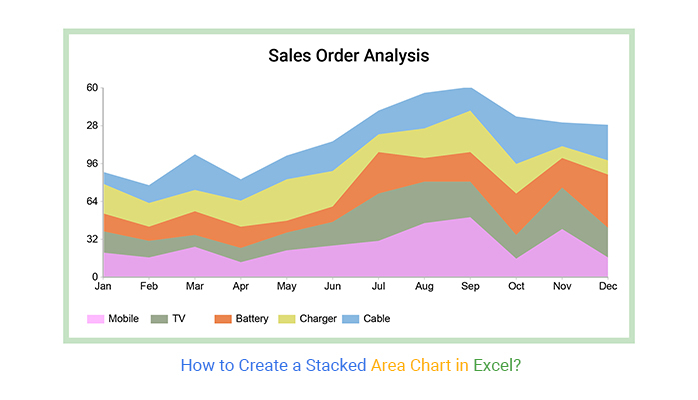 Sales Order Analysis
60
28
96
64
32
0
Jan Feb Mar Apr May Jun Jul Aug Sep Oct Nov Dec
Mobile TV Battery Charger Cable
How to Create a Stacked Area Chart in Excel?